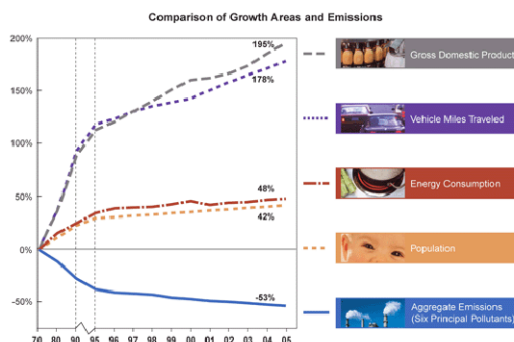 Comparison of Growth Areas and Emissions
200%
150%
100%
50%
0%
-50%
195%
178%
48%
42%
-53%
70 80 90 95 96 97 98 99 00 01 02 03 04 05
Gross Domestic Product
Vehicle Miles Traveled
Energy Consumption
Population
Aggregate Emissions
(Six Principal Pollutants)